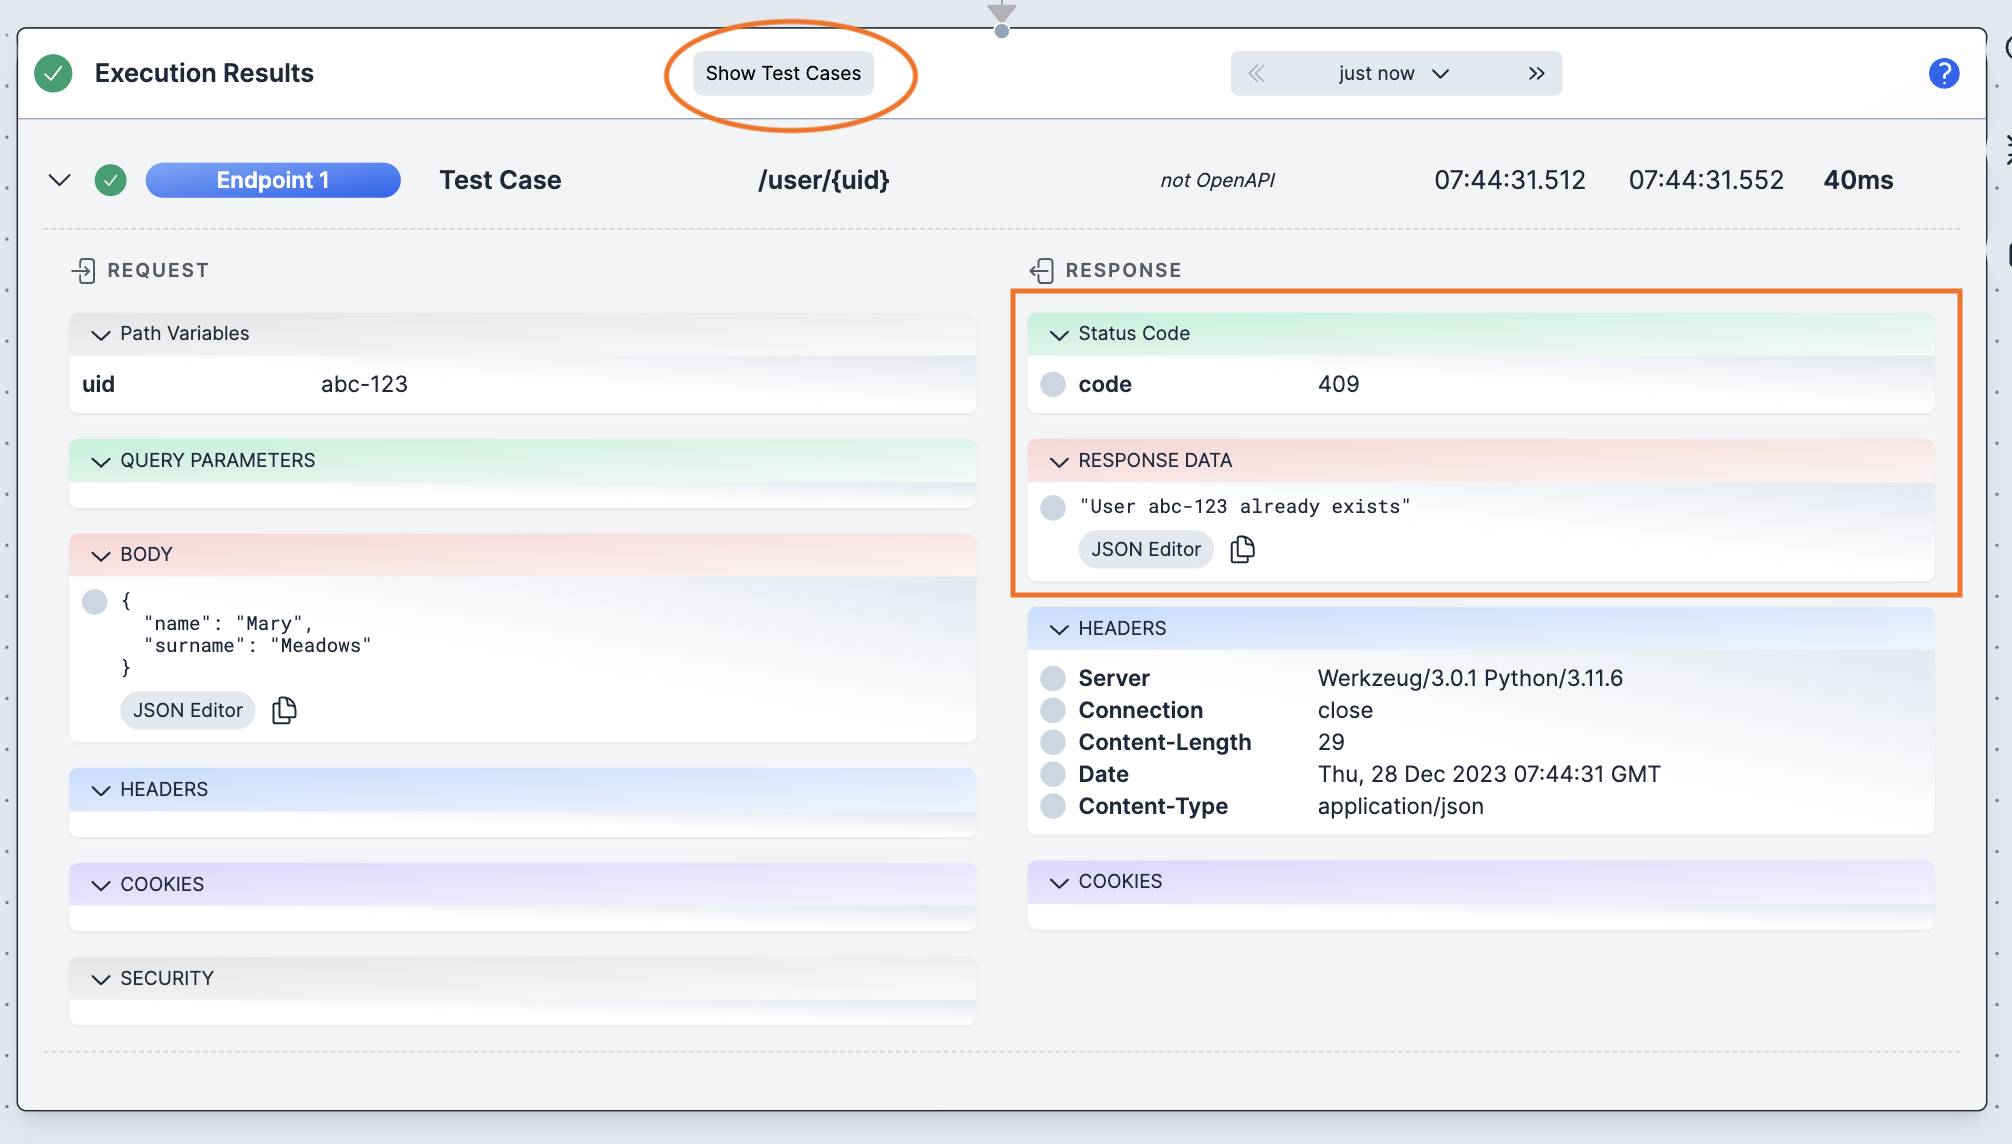 Execution Results
Show Test Cases
just now
?
Endpoint 1 Test Case /user/{uid} not OpenAPI 07:44:31.512 07:44:31.552 40ms
REQUEST
Path Variables
uid abc-123
QUERY PARAMETERS
BODY
{
"name": "Mary",
"surname": "Meadows"
}
JSON Editor
HEADERS
COOKIES
SECURITY
RESPONSE
Status Code
code 409
RESPONSE DATA
"User abc-123 already exists"
JSON Editor
HEADERS
Server Werkzeug/3.0.1 Python/3.11.6
Connection close
Content-Length 29
Date Thu, 28 Dec 2023 07:44:31 GMT
Content-Type application/json
COOKIES